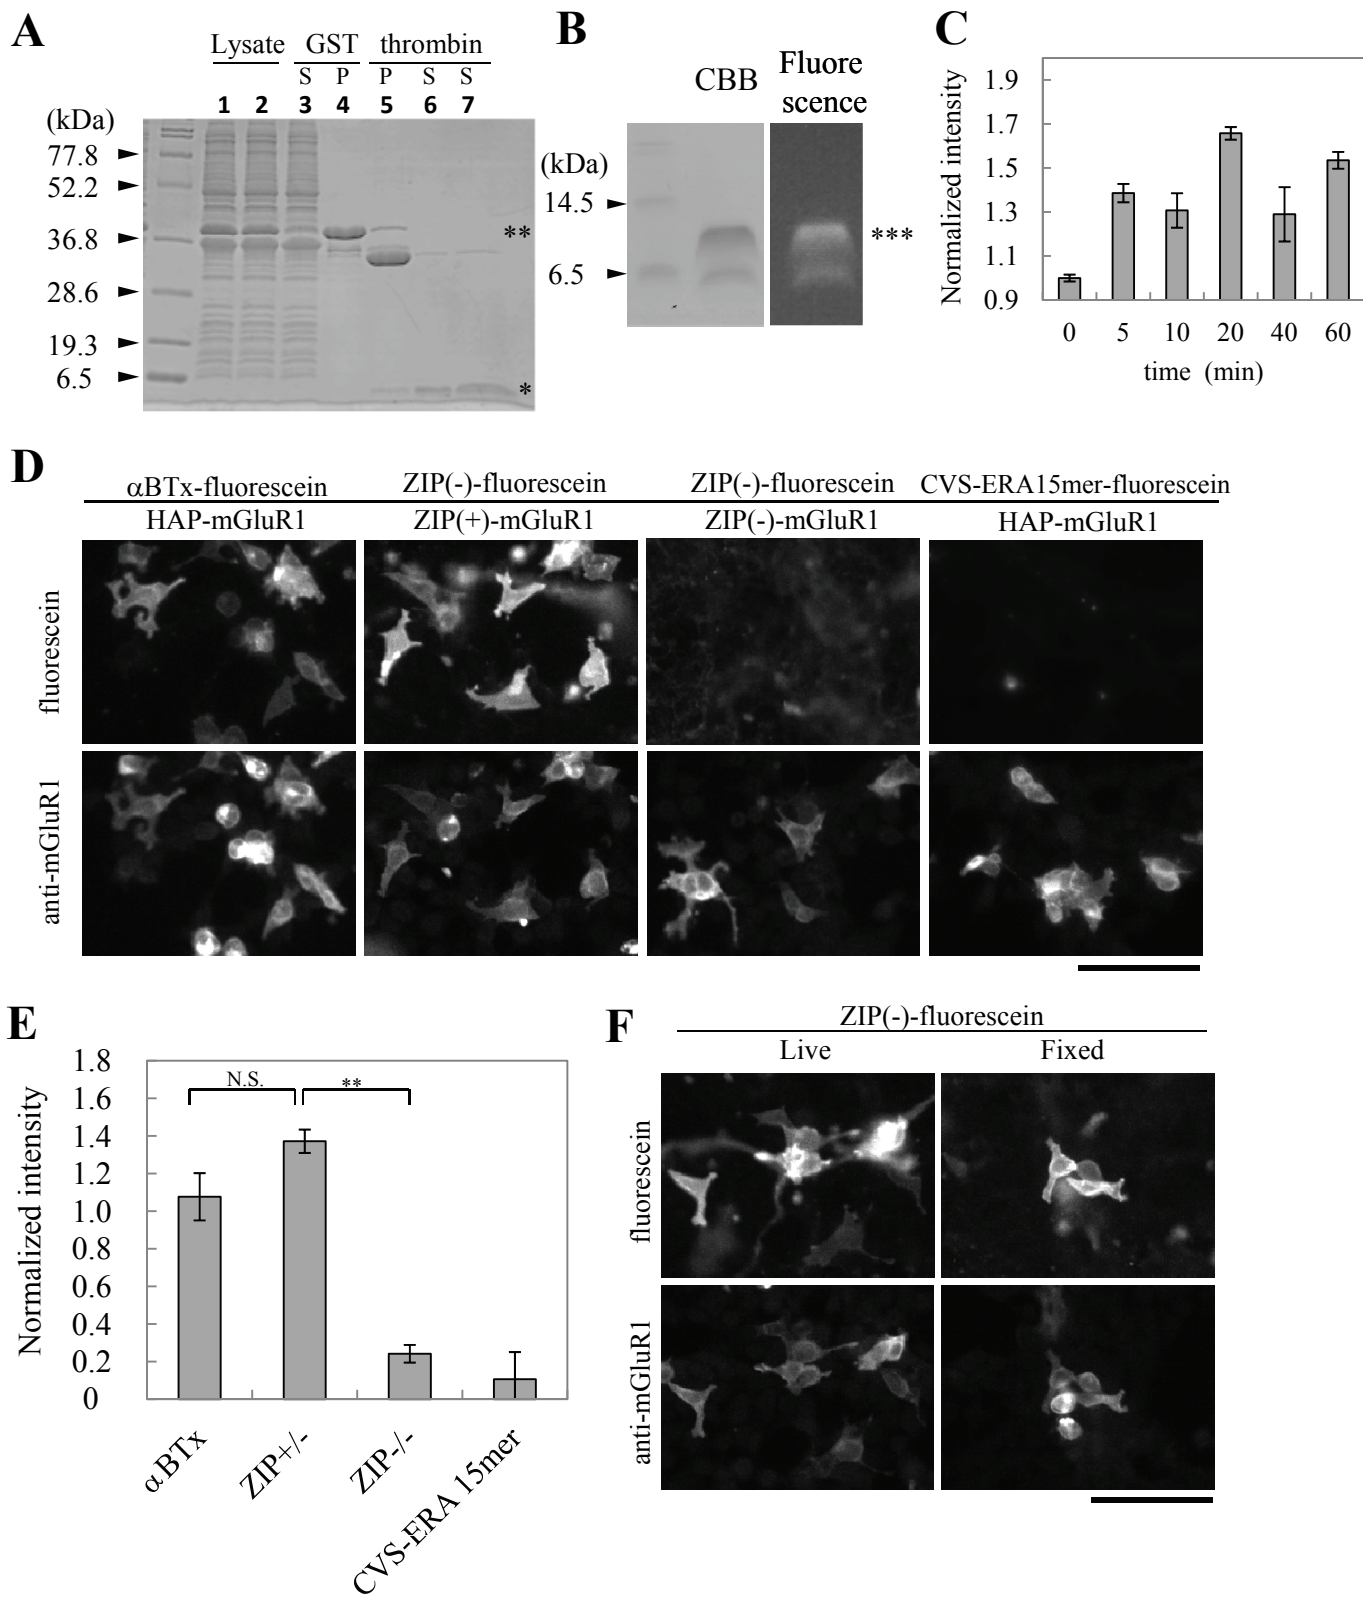 A
Lysate GST thrombin
S P P S S
1 2 3 4 5 6 7
(kDa)
77.8
52.2
36.8
28.6
19.3
6.5
**
*
B
CBB
Fluore
scence
(kDa)
14.5
6.5
***
C
Normalized intensity
1.9
1.7
1.5
1.3
1.1
0.9
0 5 10 20 40 60
time (min)
D
αBTx-fluorescein ZIP(-)-fluorescein ZIP(-)-fluorescein CVS-ERA15mer-fluorescein
HAP-mGluR1 ZIP(+)-mGluR1 ZIP(-)-mGluR1 HAP-mGluR1
fluorescein
anti-mGluR1
E
Normalized intensity
1.8
1.6
1.4
1.2
1.0
0.8
0.6
0.4
0.2
0
N.S.
**
αBTx
ZIP+/-
ZIP-/-
CVS-ERA 15mer
F
ZIP(-)-fluorescein
Live Fixed
fluorescein
anti-mGluR1